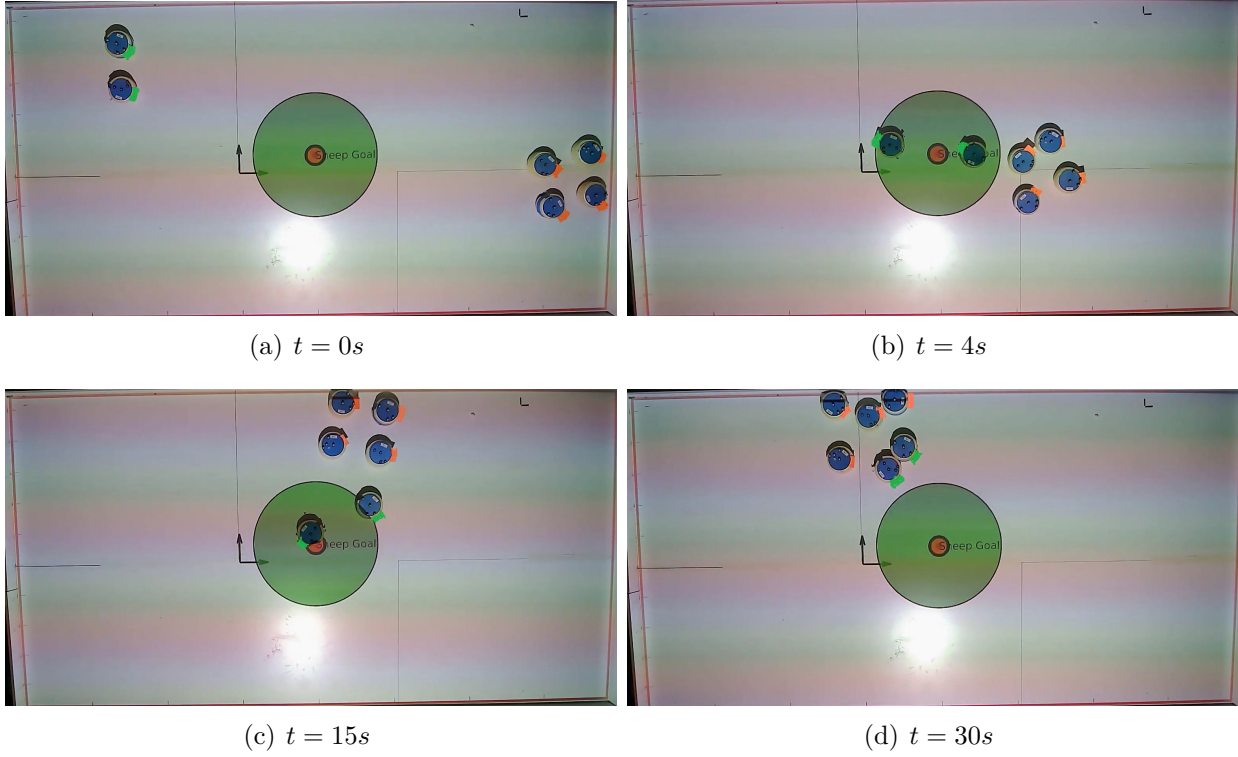 Sheep Goal
(a) t = 0s
Sheep Goal
(b) t = 4s
Sheep Goal
(c) t = 15s
Sheep Goal
(d) t = 30s